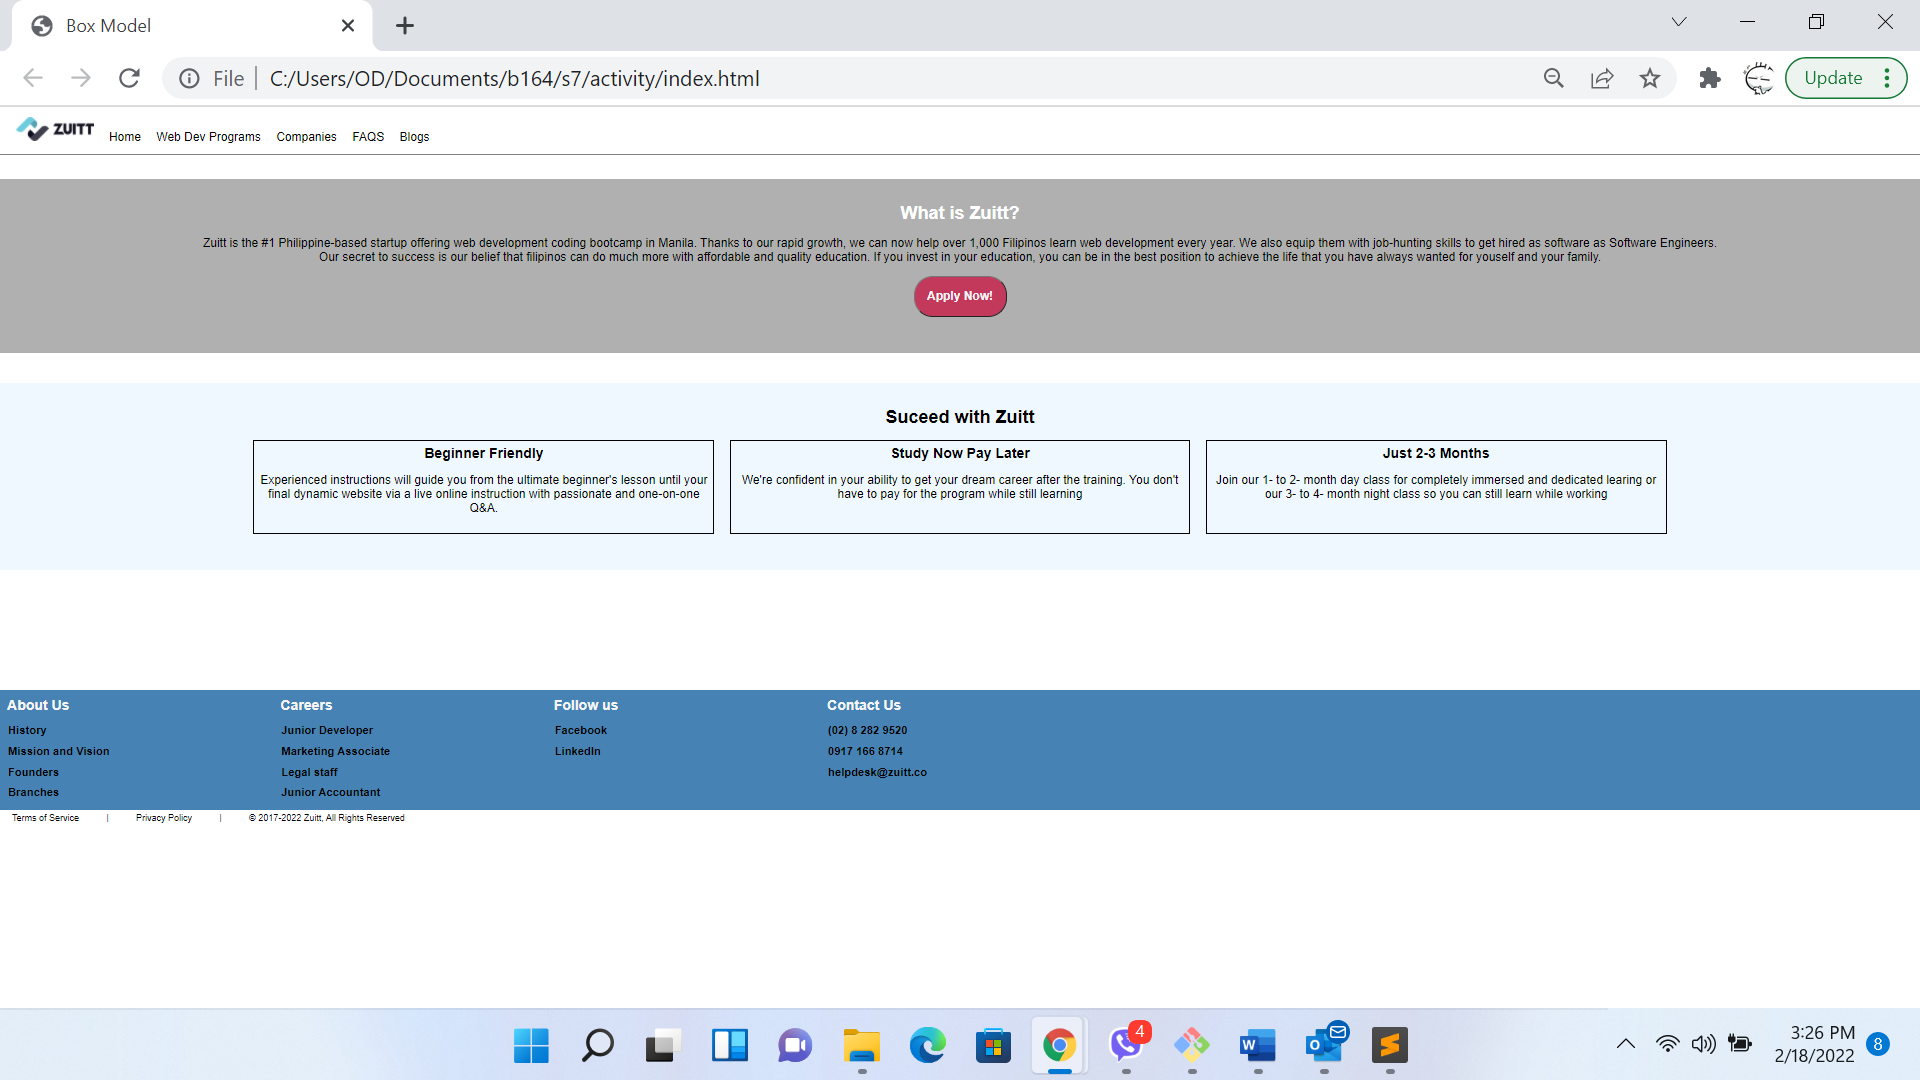 Box Model
File C:/Users/OD/Documents/b164/s7/activity/index.html
Update
ZUITT Home Web Dev Programs Companies FAQS Blogs
What is Zuitt?
Zuitt is the #1 Philippine-based startup offering web development coding bootcamp in Manila. Thanks to our rapid growth, we can now help over 1,000 Filipinos learn web development every year. We also equip them with job-hunting skills to get hired as software as Software Engineers.
Our secret to success is our belief that filipinos can do much more with affordable and quality education. If you invest in your education, you can be in the best position to achieve the life that you have always wanted for youself and your family.
Apply Now!
Suceed with Zuitt
Beginner Friendly
Experienced instructions will guide you from the ultimate beginner's lesson until your
final dynamic website via a live online instruction with passionate and one-on-one
Q&A.
Study Now Pay Later
We're confident in your ability to get your dream career after the training. You don't
have to pay for the program while still learning
Just 2-3 Months
Join our 1- to 2- month day class for completely immersed and dedicated learing or
our 3- to 4- month night class so you can still learn while working
About Us
History
Mission and Vision
Founders
Branches
Careers
Junior Developer
Marketing Associate
Legal staff
Junior Accountant
Follow us
Facebook
LinkedIn
Contact Us
(02) 8 282 9520
0917 166 8714
helpdesk@zuitt.co
Terms of Service | Privacy Policy | © 2017-2022 Zuitt, All Rights Reserved
4
W
O
S
3:26 PM
2/18/2022
8